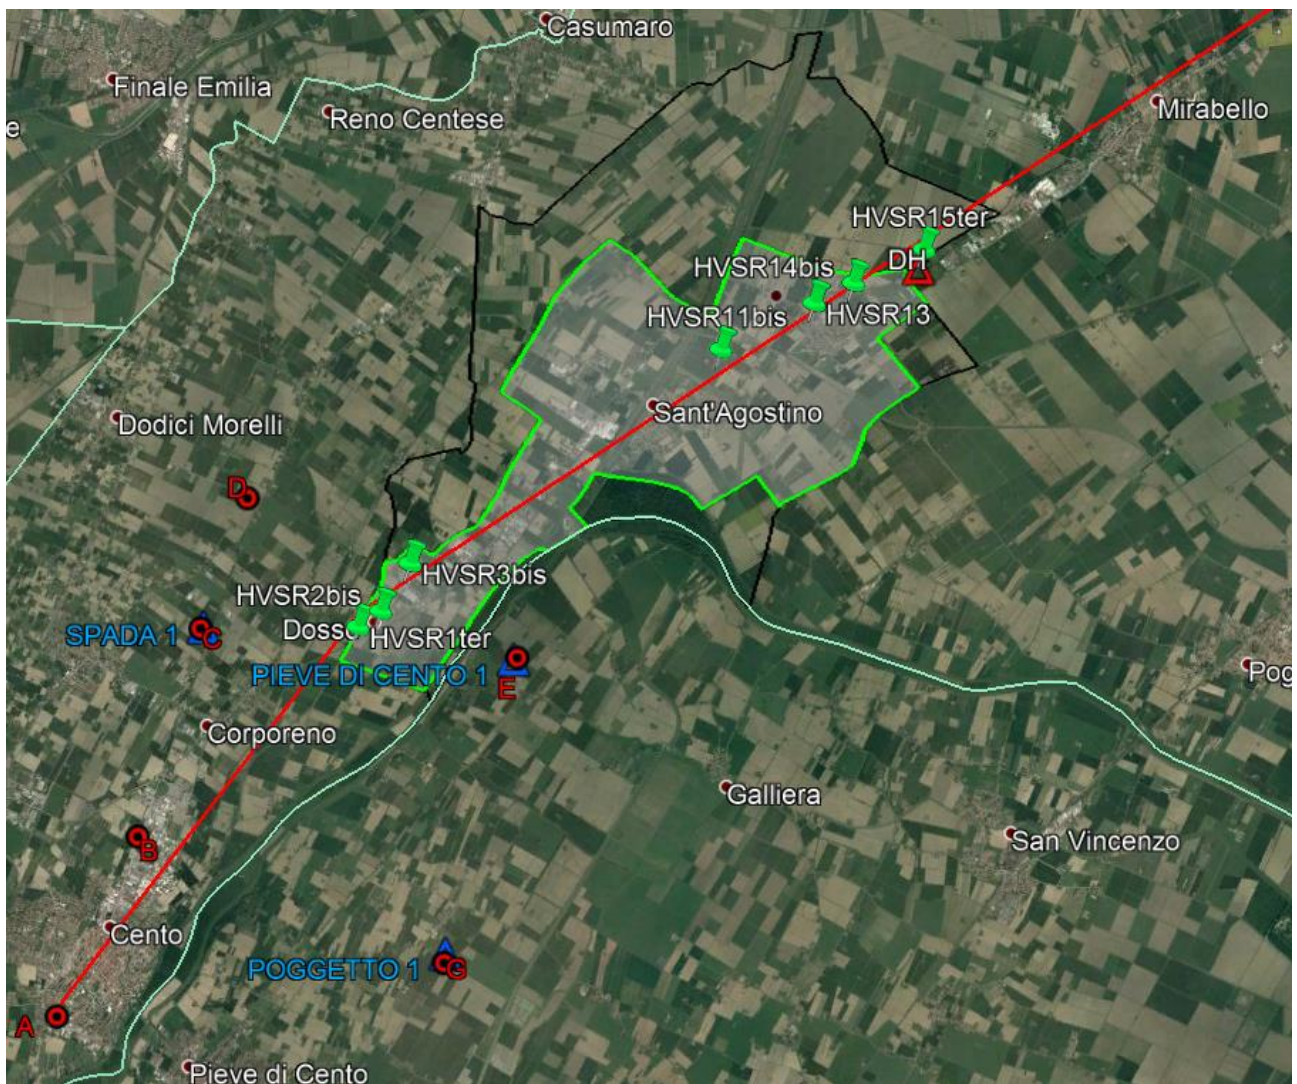 Casumaro
Finale Emilia
Mirabello
Reno Centese
e
HVSR15ter
DH
HVSR14bis
HVSR11bis
HVSR13
Sant'Agostino
Dodici Morelli
D
HVSR3bis
HVSR2bis
SPADA 1
C
Dosso
HVSR1ter
PIEVE DI CENTO 1
E
Pog
Corporeno
Galliera
B
San Vincenzo
Cento
POGGETTO 1
G
A
Pieve di Cento